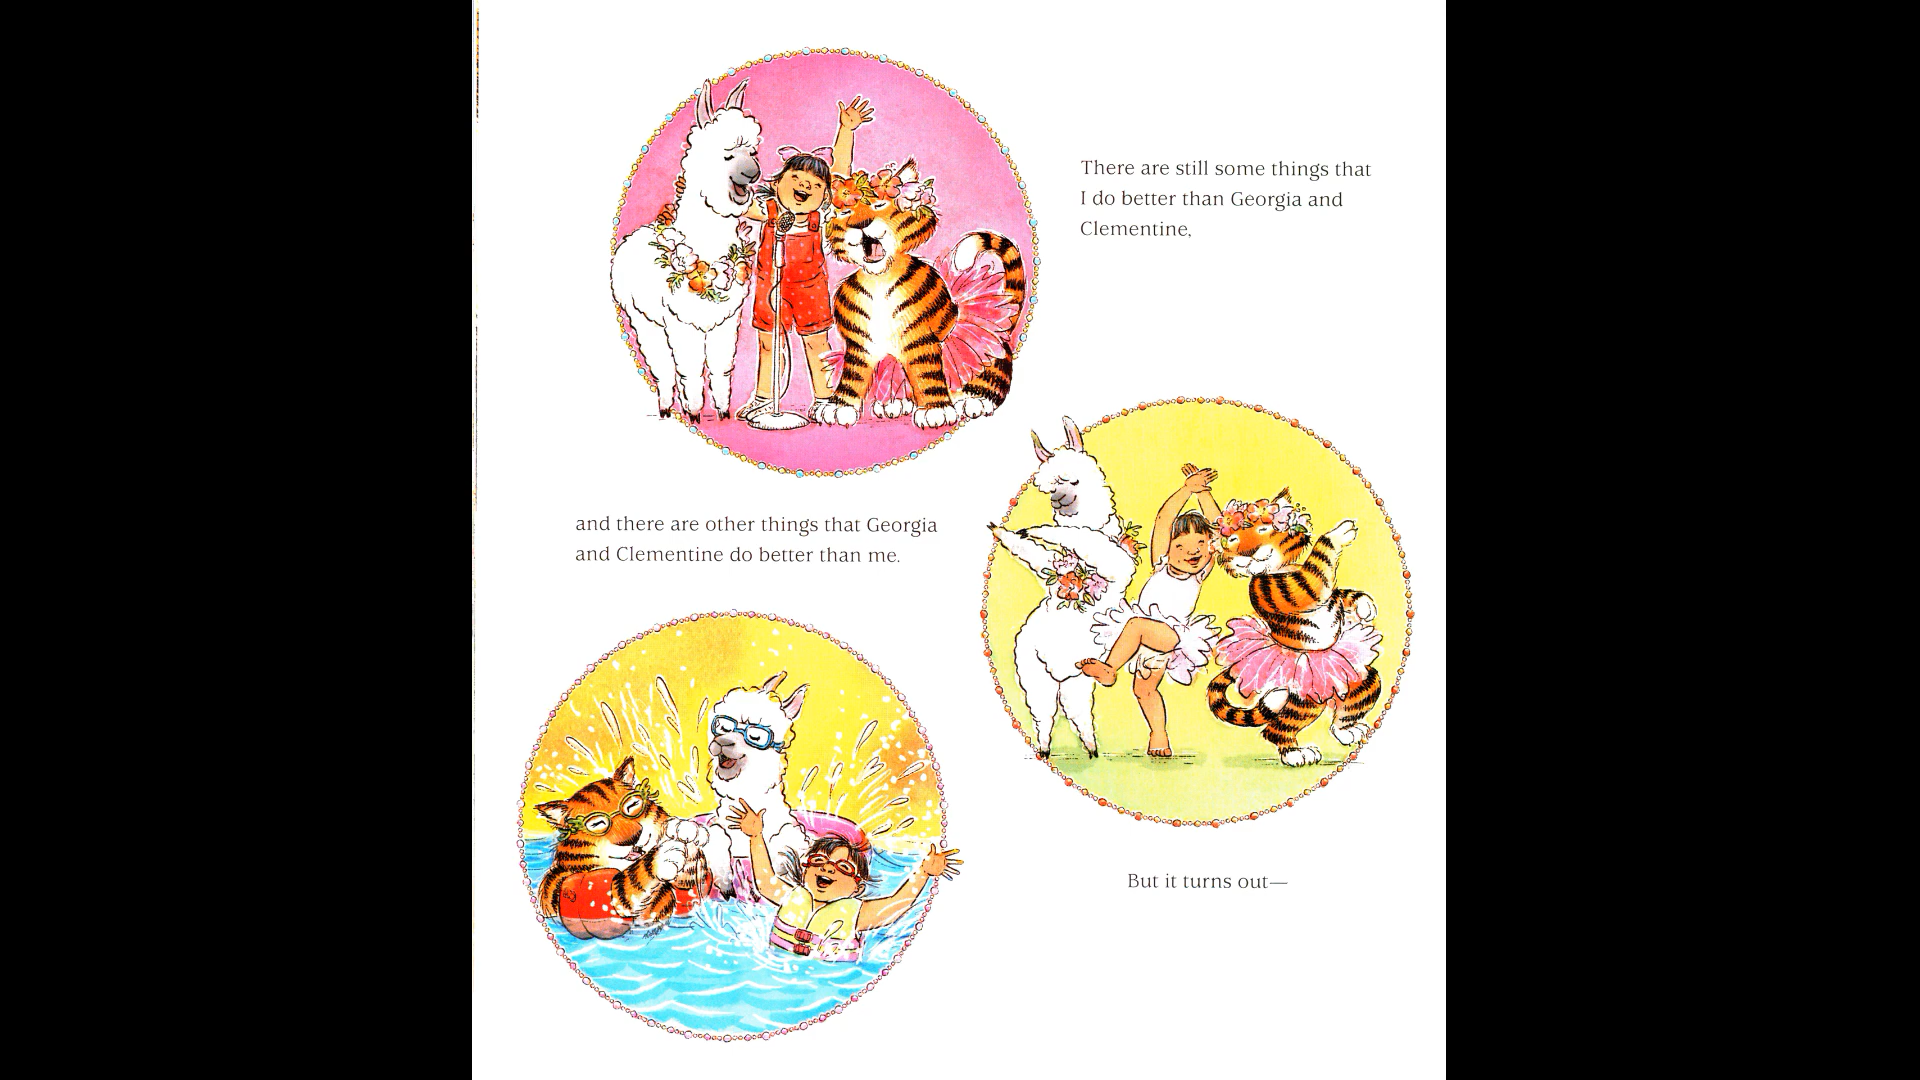 There are still some things that
I do better than Georgia and
Clementine,
and there are other things that Georgia
and Clementine do better than me.
But it turns out—